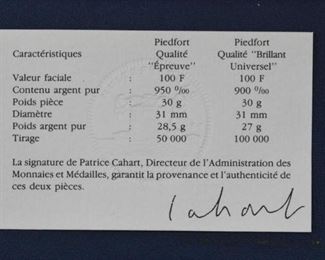 Piedfort Piedfort
Caractéristiques Qualité Qualité "Brillant
"Épreuve" Universel"
Valeur faciale : 100 F 100 F
Contenu argent pur : 950 ‰ 900 ‰
Poids pièce : 30 g 30 g
Diamètre : 31 mm 31 mm
Poids argent pur : 28,5 g 27 g
Tirage : 50 000 100 000
La signature de Patrice Cahart, Directeur de l'Administration des
Monnaies et Médailles, garantit la provenance et l'authenticité de
ces deux pièces.
Cahart